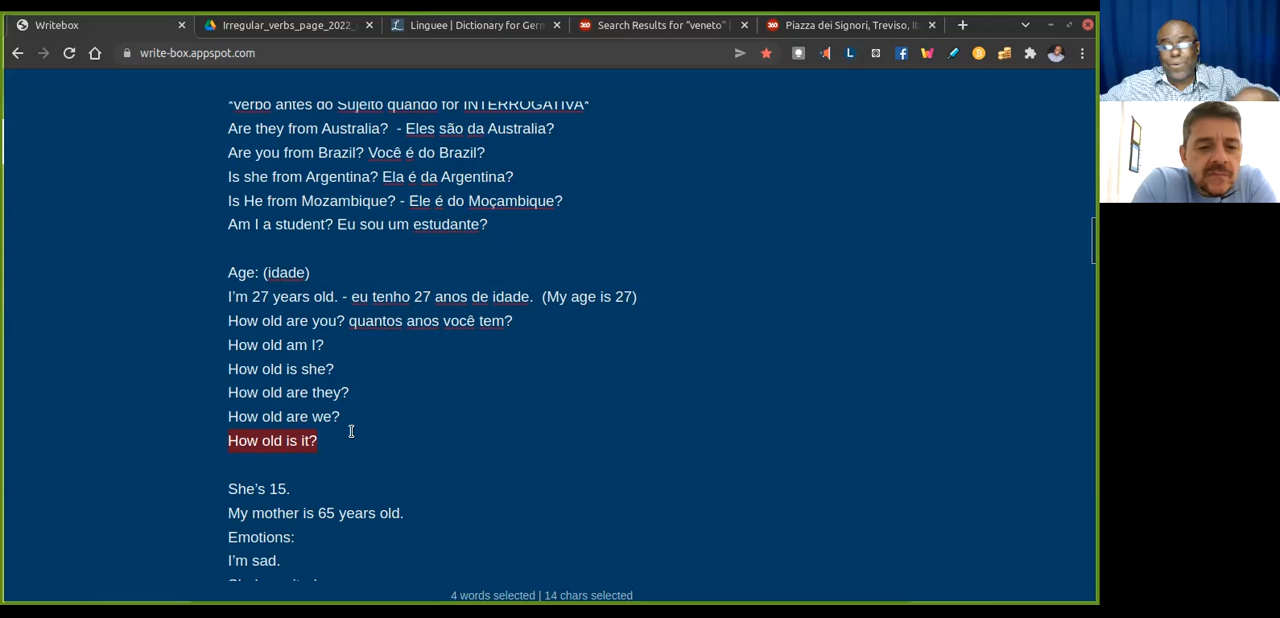 Writebox
Irregular_verbs_page_2022_
Linguee | Dictionary for Gern
Search Results for "veneto"
Piazza dei Signori, Treviso, It
write-box.appspot.com
*verbo antes do Sujeito quando for INTERROGATIVA*
Are they from Australia?  - Eles são da Australia?
Are you from Brazil? Você é do Brazil?
Is she from Argentina? Ela é da Argentina?
Is He from Mozambique? - Ele é do Moçambique?
Am I a student? Eu sou um estudante?
Age: (idade)
I'm 27 years old. - eu tenho 27 anos de idade.  (My age is 27)
How old are you? quantos anos você tem?
How old am I?
How old is she?
How old are they?
How old are we?
How old is it?
She's 15.
My mother is 65 years old.
Emotions:
I'm sad.
4 words selected | 14 chars selected